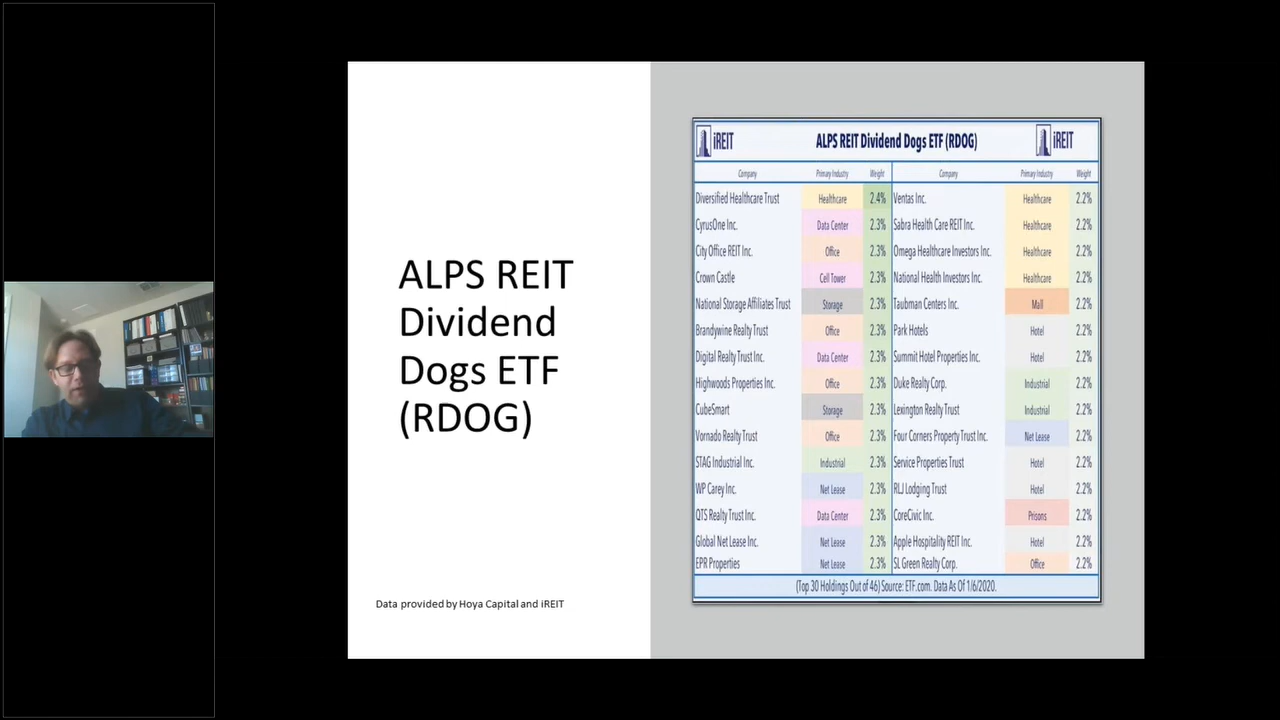 ALPS REIT
Dividend
Dogs ETF
(RDOG)
Data provided by Hoya Capital and iREIT
iREIT ALPS REIT Dividend Dogs ETF (RDOG) iREIT
Company Primary Industry Weight Company Primary Industry Weight
Diversified Healthcare Trust Healthcare 2.4% Ventas Inc. Healthcare 2.2%
CyrusOne Inc. Data Center 2.3% Sabra Health Care REIT Inc. Healthcare 2.2%
City Office REIT Inc. Office 2.3% Omega Healthcare Investors Inc. Healthcare 2.2%
Crown Castle Cell Tower 2.3% National Health Investors Inc. Healthcare 2.2%
National Storage Affiliates Trust Storage 2.3% Taubman Centers Inc. Mall 2.2%
Brandywine Realty Trust Office 2.3% Park Hotels Hotel 2.2%
Digital Realty Trust Inc. Data Center 2.3% Summit Hotel Properties Inc. Hotel 2.2%
Highwoods Properties Inc. Office 2.3% Duke Realty Corp. Industrial 2.2%
CubeSmart Storage 2.3% Lexington Realty Trust Industrial 2.2%
Vornado Realty Trust Office 2.3% Four Corners Property Trust Inc. Net Lease 2.2%
STAG Industrial Inc. Industrial 2.3% Service Properties Trust Hotel 2.2%
WP Carey Inc. Net Lease 2.3% RLJ Lodging Trust Hotel 2.2%
QTS Realty Trust Inc. Data Center 2.3% CoreCivic Inc. Prisons 2.2%
Global Net Lease Inc. Net Lease 2.3% Apple Hospitality REIT Inc. Hotel 2.2%
EPR Properties Net Lease 2.3% SL Green Realty Corp. Office 2.2%
(Top 30 Holdings Out of 46) Source: ETF.com. Data As Of 1/6/2020.